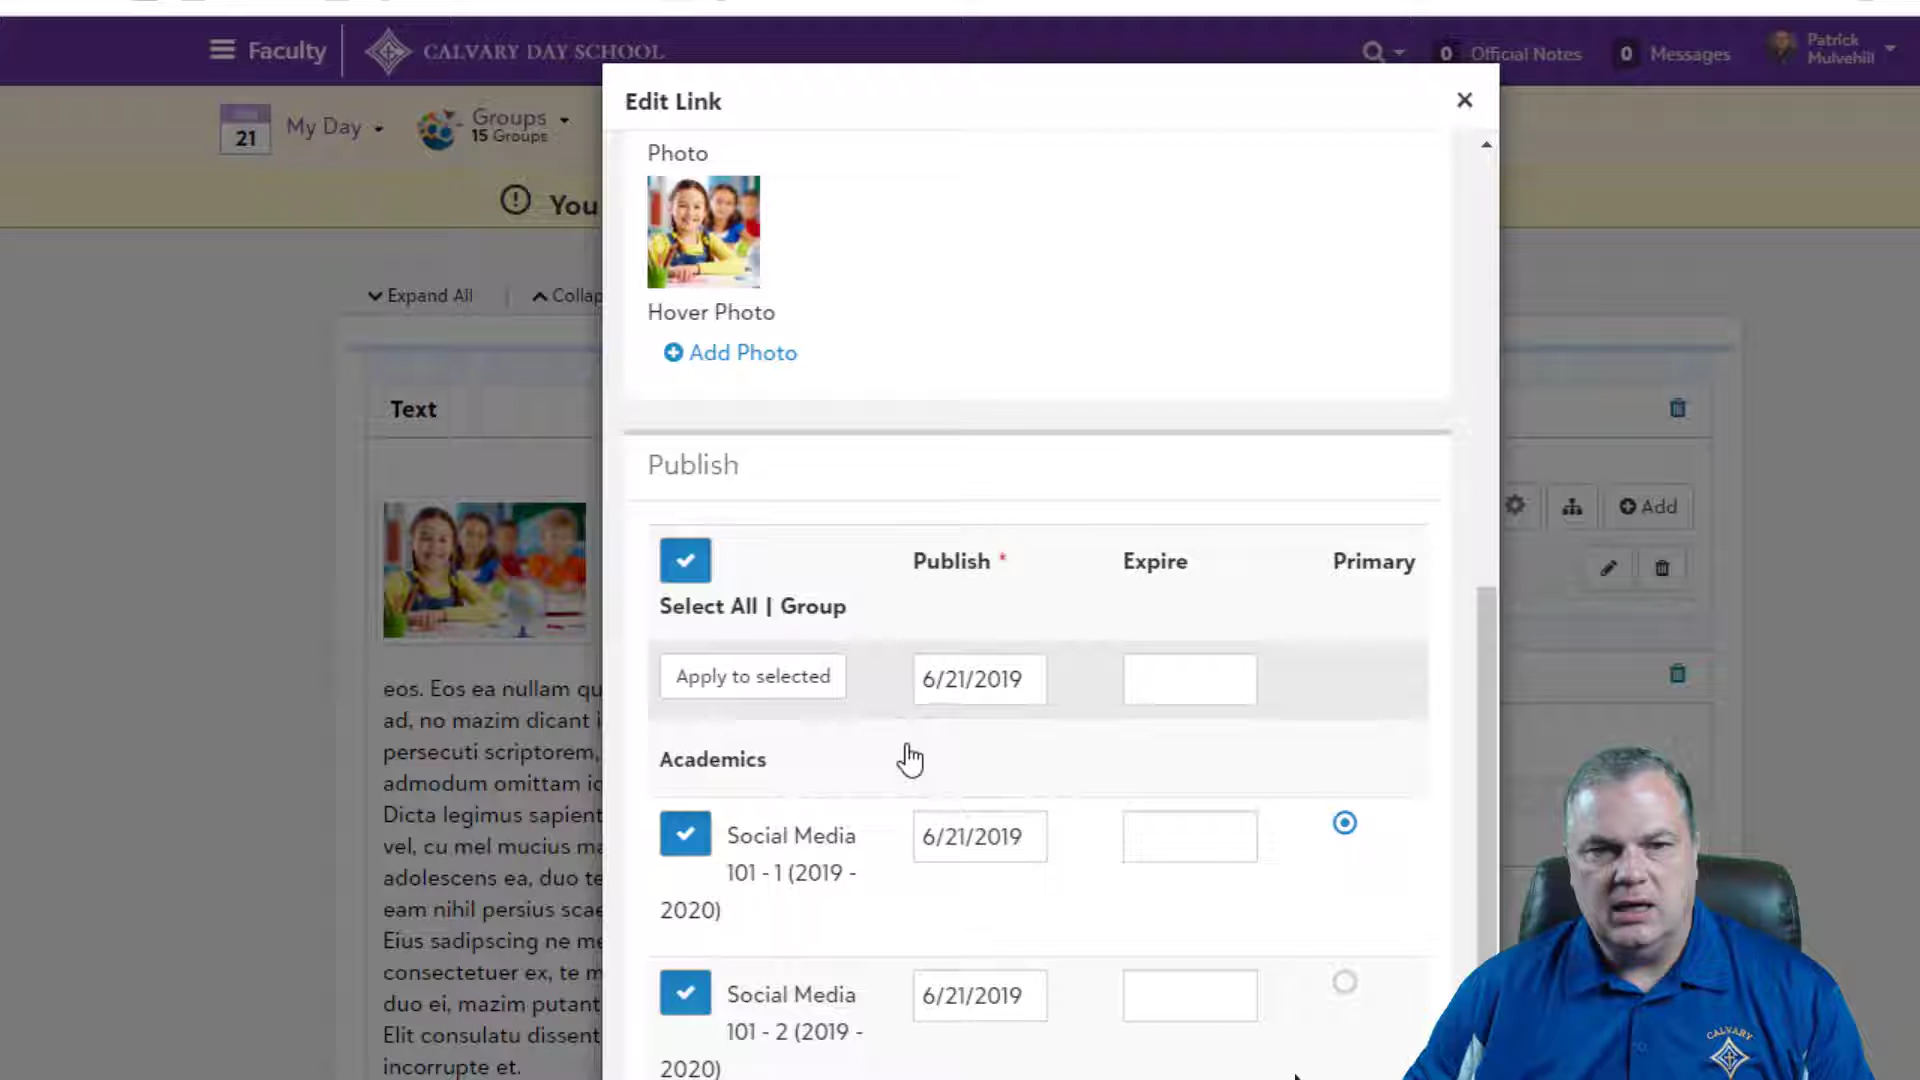 Faculty
CALVARY DAY SCHOOL
0 Official Notes
0 Messages
Patrick
Mulvehill
21
My Day
Groups
15 Groups
You
Expand All
Collap
Text
Add
eos. Eos ea nullam qu
ad, no mazim dicant i
persecuti scriptorem,
admodum omittam ic
Dicta legimus sapient
vel, cu mel mucius ma
adolescens ea, duo te
eam nihil persius scae
Eius sadipscing ne me
consectetuer ex, te m
duo ei, mazim putant
Elit consulatu dissent
incorrupte et.
Edit Link
Photo
Hover Photo
Add Photo
Publish
Publish *
Expire
Primary
Select All | Group
Apply to selected
6/21/2019
Academics
Social Media
101 - 1 (2019 -
2020)
6/21/2019
Social Media
101 - 2 (2019 -
2020)
6/21/2019
CALVARY